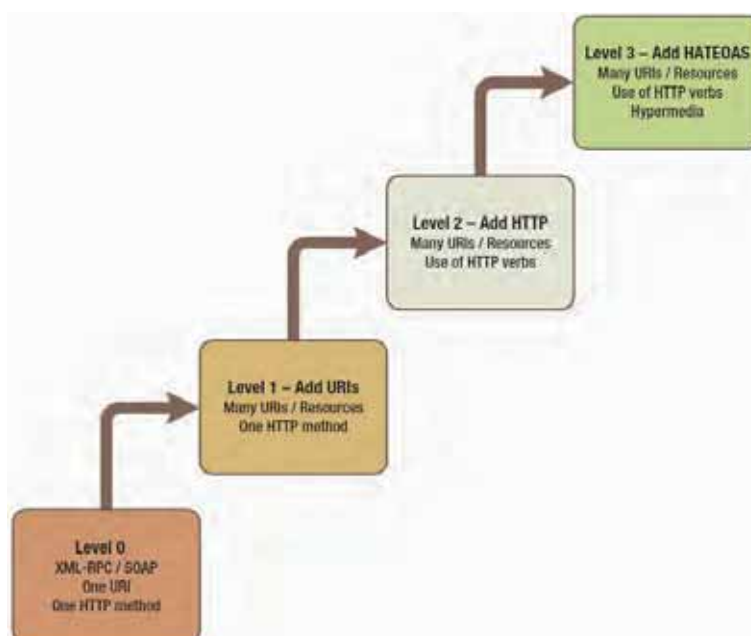 Level 3 – Add HATEOAS
Many URIs / Resources
Use of HTTP verbs
Hypermedia
Level 2 – Add HTTP
Many URIs / Resources
Use of HTTP verbs
Level 1 – Add URIs
Many URIs / Resources
One HTTP method
Level 0
XML-RPC / SOAP
One URI
One HTTP method